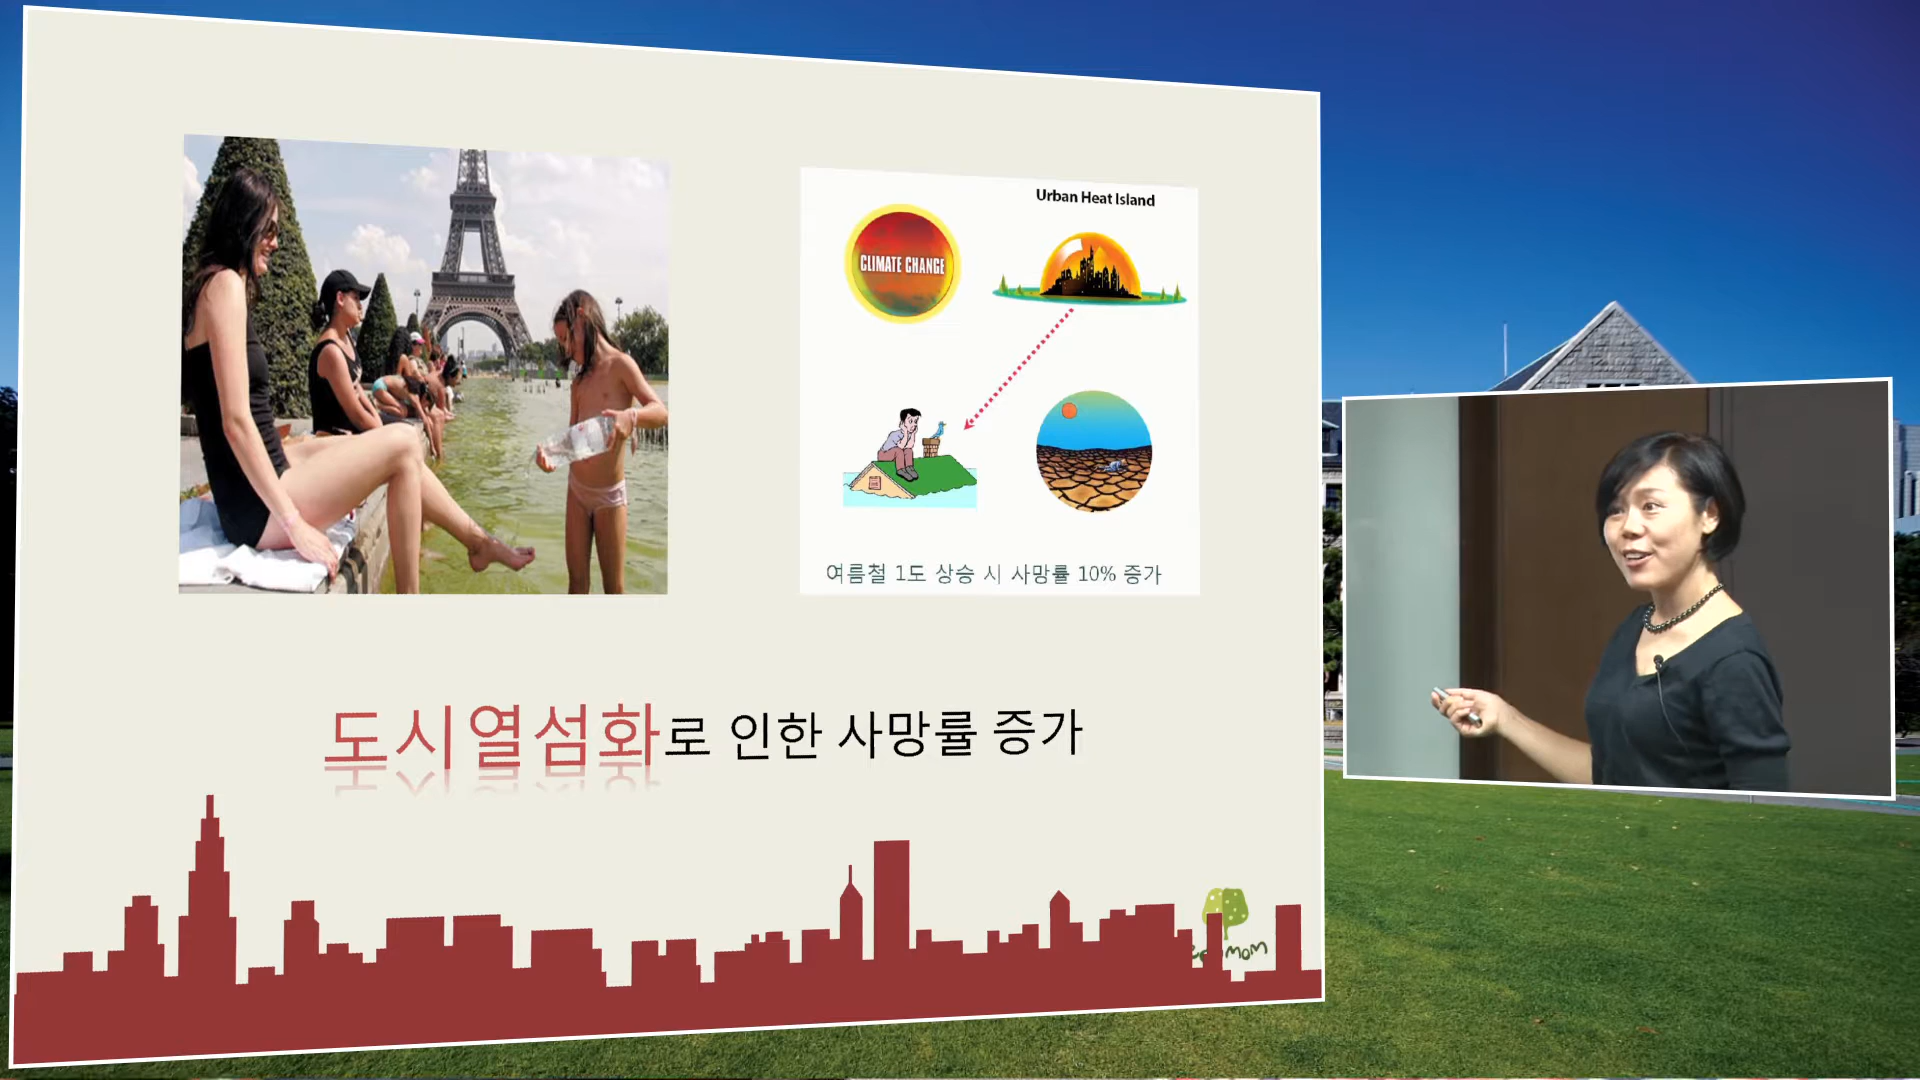 Urban Heat Island
CLIMATE CHANGE
여름철 1도 상승 시 사망률 10% 증가
도시열섬화로 인한 사망률 증가
mom